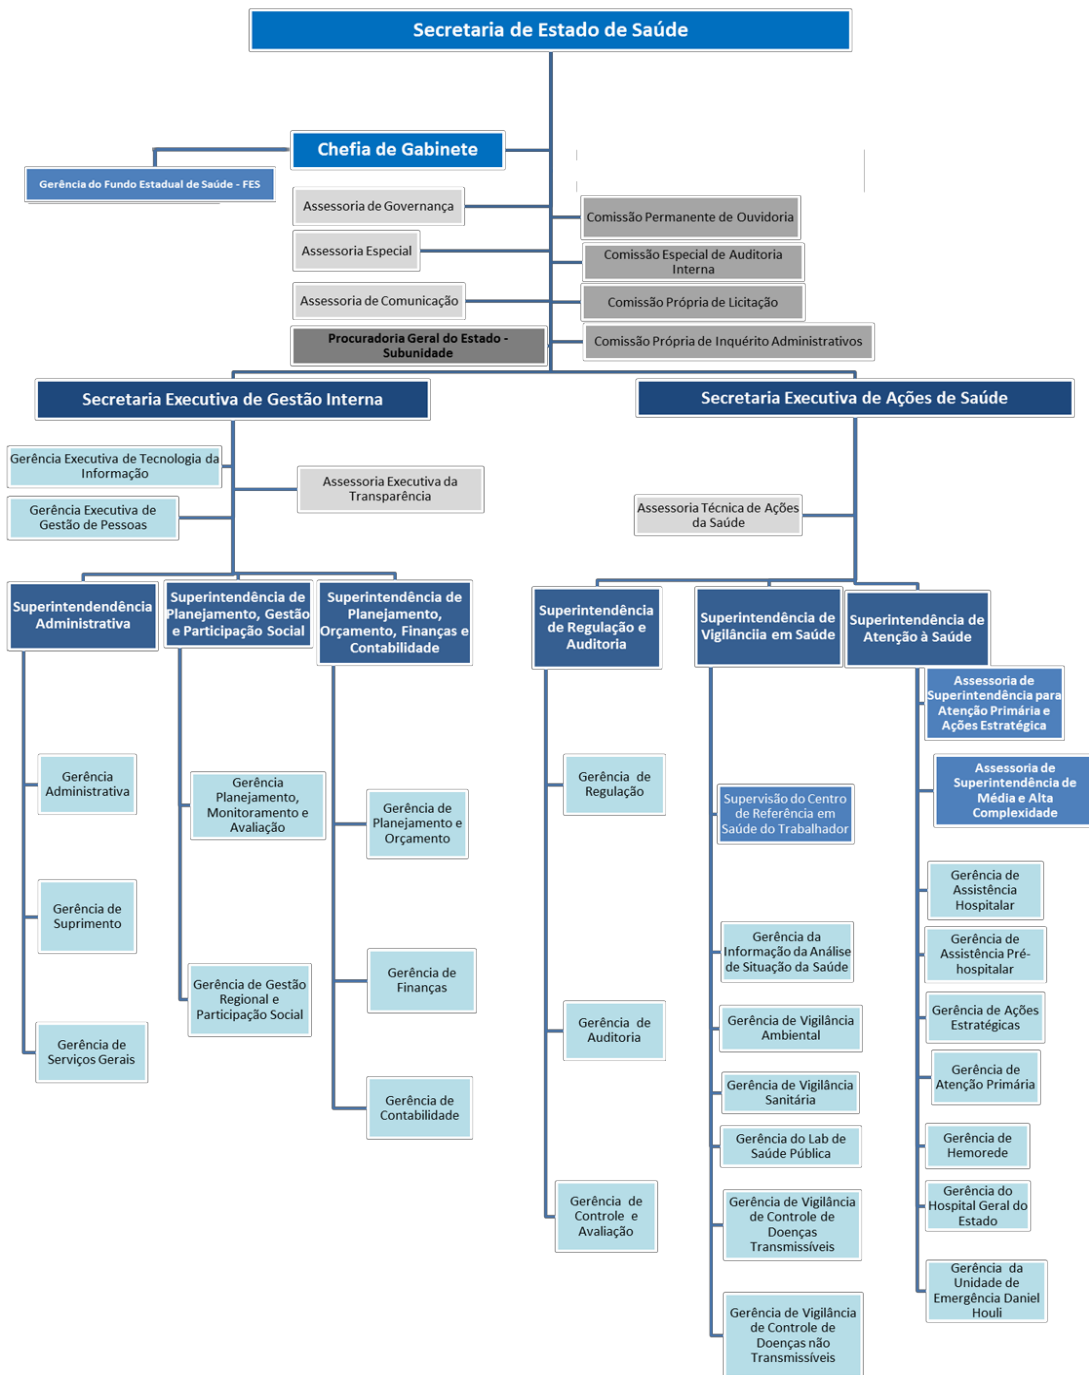 Secretaria de Estado de Saúde
Chefia de Gabinete
Gerência do Fundo Estadual de Saúde - FES
Assessoria de Governança
Comissão Permanente de Ouvidoria
Assessoria Especial
Comissão Especial de Auditoria
Interna
Assessoria de Comunicação
Comissão Própria de Licitação
Procuradoria Geral do Estado -
Subunidade
Comissão Própria de Inquérito Administrativos
Secretaria Executiva de Gestão Interna
Secretaria Executiva de Ações de Saúde
Gerência Executiva de Tecnologia da
Informação
Assessoria Executiva da
Transparência
Gerência Executiva de
Gestão de Pessoas
Assessoria Técnica de Ações
da Saúde
Superintendendência
Administrativa
Superintendência de
Planejamento, Gestão
e Participação Social
Superintendência de
Planejamento,
Orçamento, Finanças e
Contabilidade
Superintendência
de Regulação e
Auditoria
Superintendência de
Vigilânciia em Saúde
Superintendência de
Atenção à Saúde
Gerência
Administrativa
Gerência de
Suprimento
Gerência de
Serviços Gerais
Gerência
Planejamento,
Monitoramento e
Avaliação
Gerência de Gestão
Regional e
Participação Social
Gerência de
Planejamento e
Orçamento
Gerência de
Finanças
Gerência de
Contabilidade
Gerência de
Regulação
Gerência de
Auditoria
Gerência de
Controle e
Avaliação
Supervisão do Centro
de Referência em
Saúde do Trabalhador
Gerência da
Informação da Análise
de Situação da Saúde
Gerência de Vigilância
Ambiental
Gerência de Vigilância
Sanitária
Gerência do Lab de
Saúde Pública
Gerência de Vigilância
de Controle de
Doenças
Transmissíveis
Gerência de Vigilância
de Controle de
Doenças não
Transmissíveis
Assessoria de
Superintendência para
Atenção Primária e
Ações Estratégica
Assessoria de
Superintendência de
Média e Alta
Complexidade
Gerência de
Assistência
Hospitalar
Gerência de
Assistência Pré-
hospitalar
Gerência de Ações
Estratégicas
Gerência de
Atenção Primária
Gerência de
Hemorede
Gerência do
Hospital Geral do
Estado
Gerência da
Unidade de
Emergência Daniel
Houli